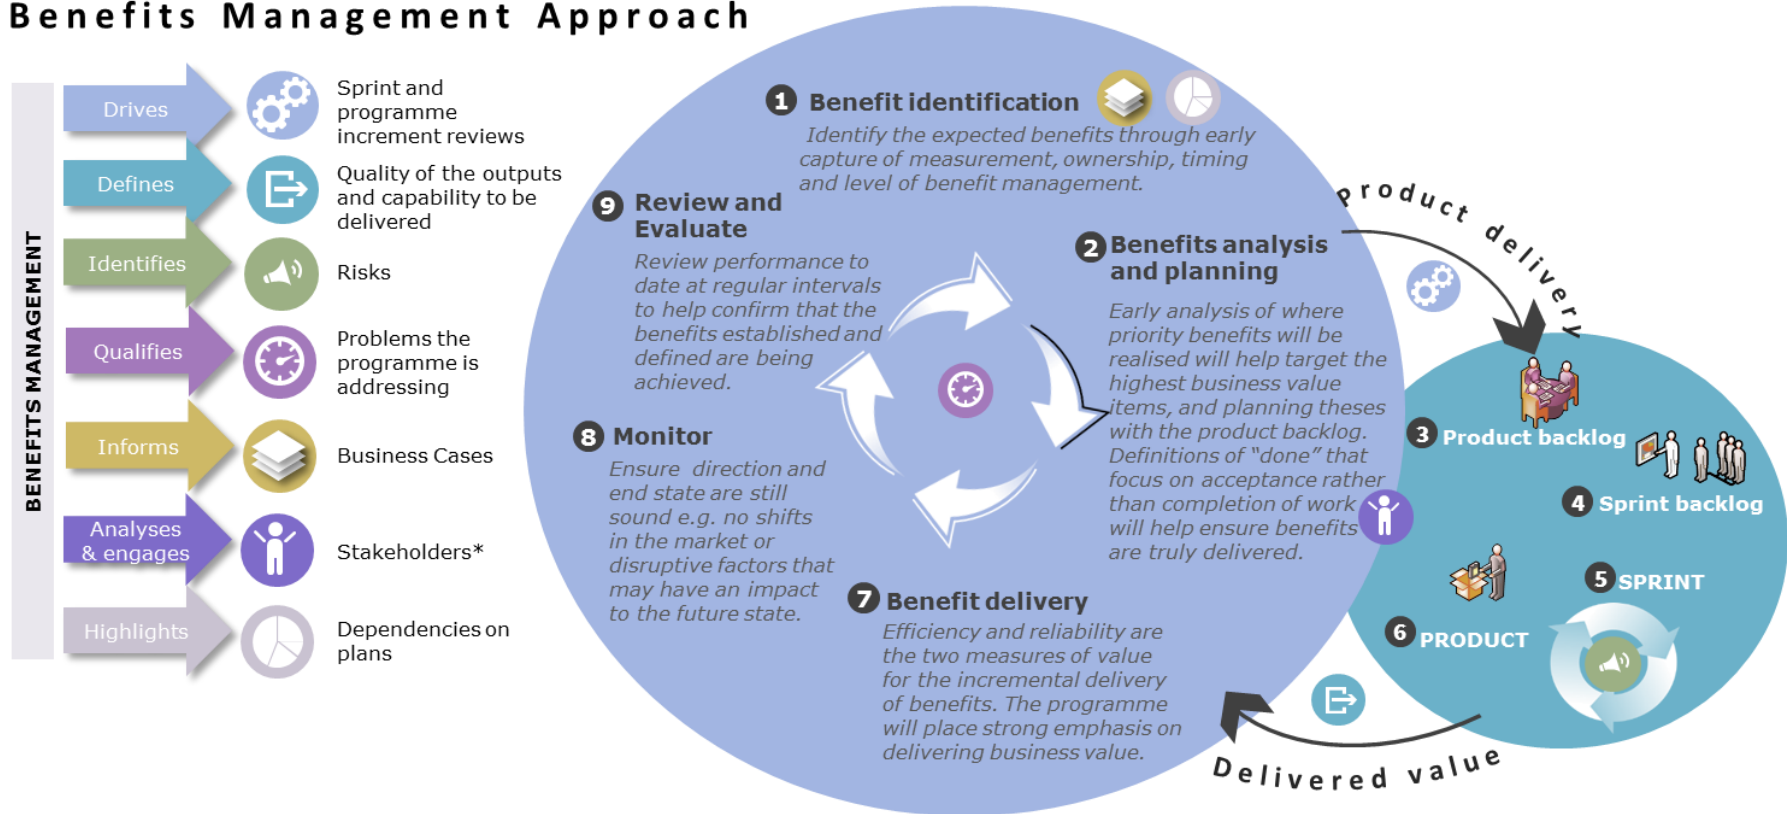 Benefits Management Approach
BENEFITS MANAGEMENT
Drives
Sprint and
programme
increment reviews
Defines
Quality of the outputs
and capability to be
delivered
Identifies
Risks
Qualifies
Problems the
programme is
addressing
Informs
Business Cases
Analyses
& engages
Stakeholders*
Highlights
Dependencies on
plans
1 Benefit identification
Identify the expected benefits through early
capture of measurement, ownership, timing
and level of benefit management.
2 Benefits analysis
and planning
Early analysis of where
priority benefits will be
realised will help target the
highest business value
items, and planning theses
with the product backlog.
Definitions of “done” that
focus on acceptance rather
than completion of work
will help ensure benefits
are truly delivered.
Product delivery
3 Product backlog
4 Sprint backlog
5 SPRINT
6 PRODUCT
Delivered value
7 Benefit delivery
Efficiency and reliability are
the two measures of value
for the incremental delivery
of benefits. The programme
will place strong emphasis on
delivering business value.
8 Monitor
Ensure direction and
end state are still
sound e.g. no shifts
in the market or
disruptive factors that
may have an impact
to the future state.
9 Review and
Evaluate
Review performance to
date at regular intervals
to help confirm that the
benefits established and
defined are being
achieved.